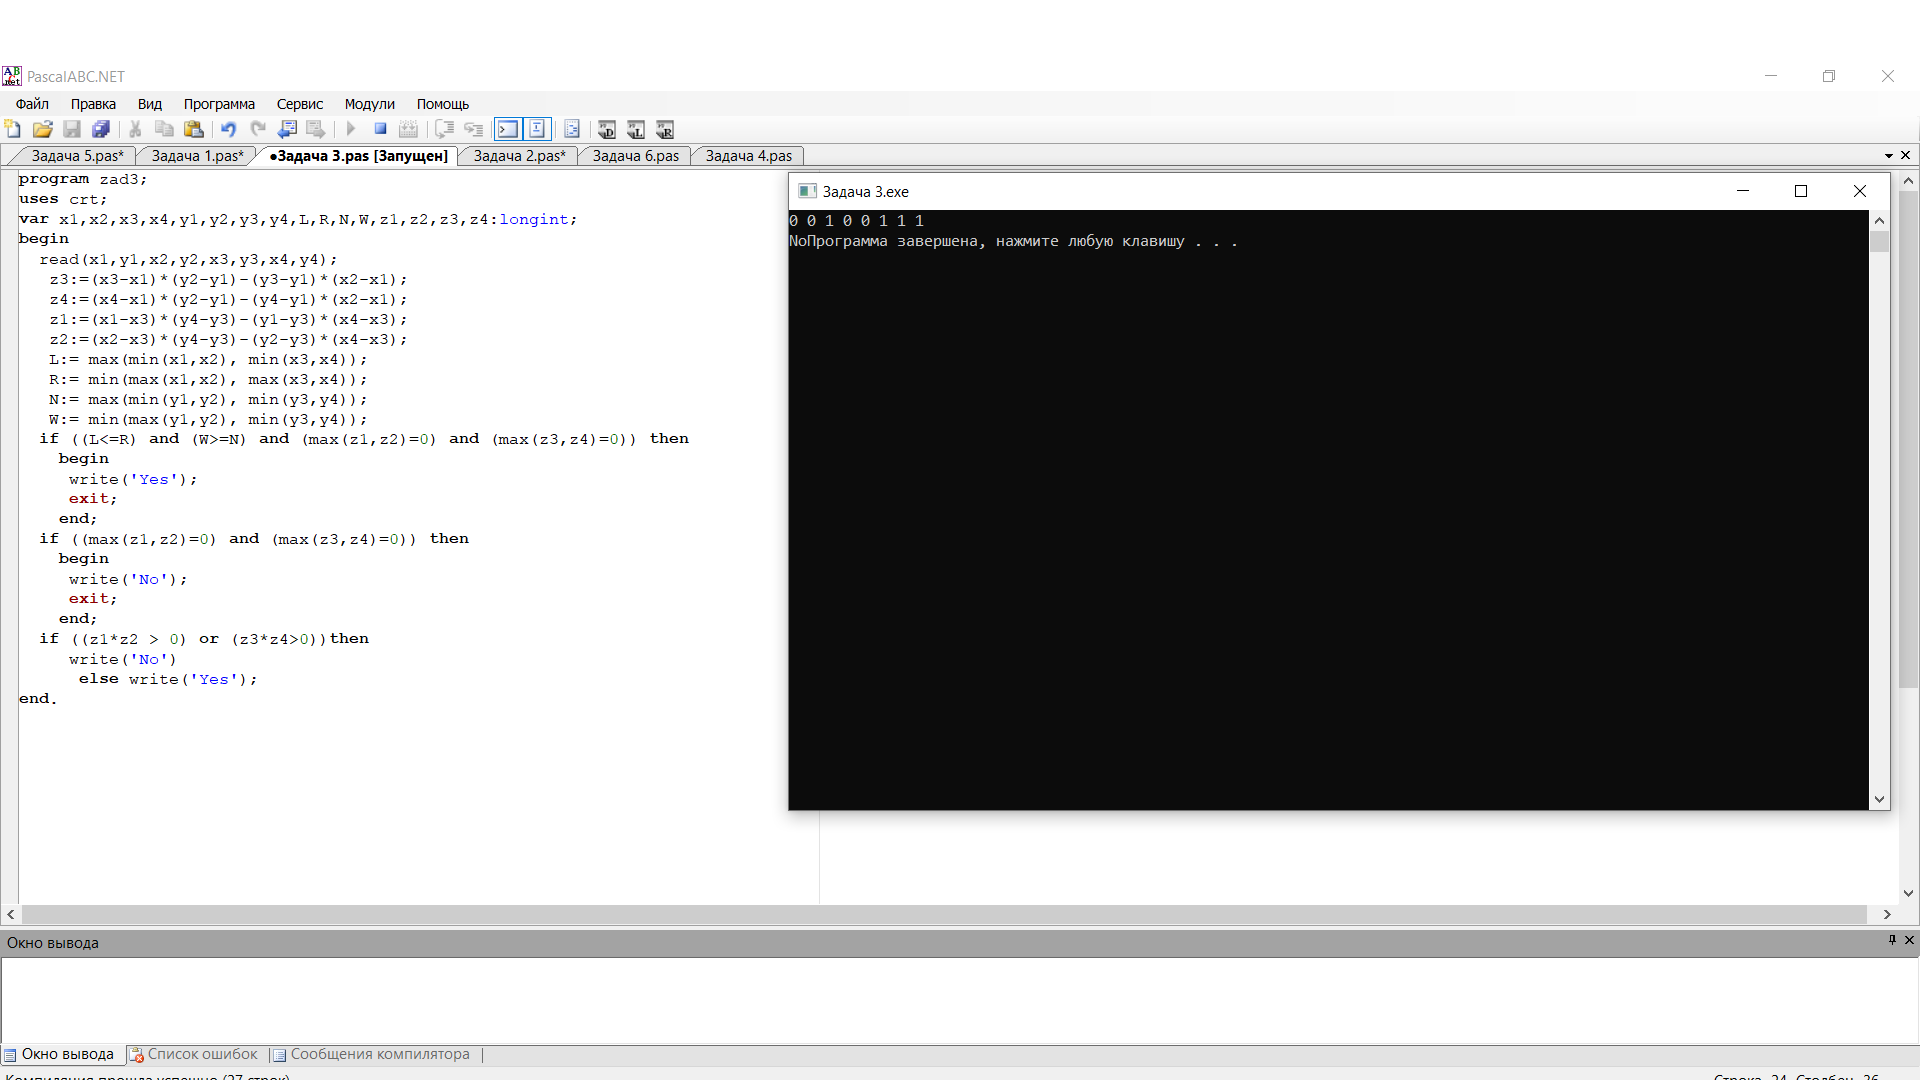 PascalABC.NET
Файл Правка Вид Программа Сервис Модули Помощь
Задача 5.pas* Задача 1.pas* •Задача 3.pas [Запущен] Задача 2.pas* Задача 6.pas Задача 4.pas
program zad3;
uses crt;
var x1,x2,x3,x4,y1,y2,y3,y4,L,R,N,W,z1,z2,z3,z4:longint;
begin
read(x1,y1,x2,y2,x3,y3,x4,y4);
z3:=(x3-x1)*(y2-y1)-(y3-y1)*(x2-x1);
z4:=(x4-x1)*(y2-y1)-(y4-y1)*(x2-x1);
z1:=(x1-x3)*(y4-y3)-(y1-y3)*(x4-x3);
z2:=(x2-x3)*(y4-y3)-(y2-y3)*(x4-x3);
L:= max(min(x1,x2), min(x3,x4));
R:= min(max(x1,x2), max(x3,x4));
N:= max(min(y1,y2), min(y3,y4));
W:= min(max(y1,y2), min(y3,y4));
if ((L<=R) and (W>=N) and (max(z1,z2)=0) and (max(z3,z4)=0)) then
begin
write('Yes');
exit;
end;
if ((max(z1,z2)=0) and (max(z3,z4)=0)) then
begin
write('No');
exit;
end;
if ((z1*z2 > 0) or (z3*z4>0))then
write('No')
else write('Yes');
end.
Задача 3.exe
0 0 1 0 0 1 1 1
NoПрограмма завершена, нажмите любую клавишу . . .
Окно вывода
Окно вывода Список ошибок Сообщения компилятора
Компиляция прошла успешно (27 строк) Строка 24 Столбец 26